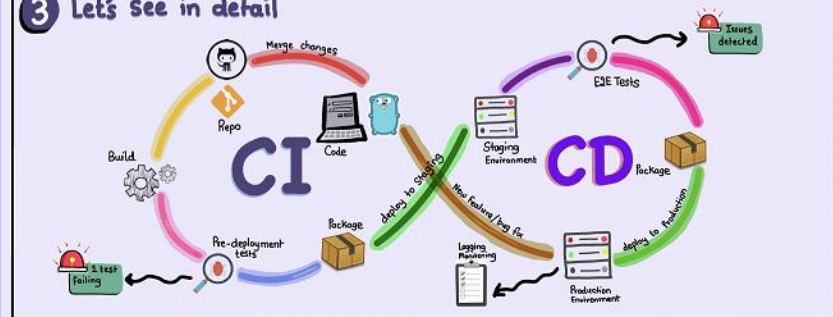 3 Let's See in detail
Merge changes
Repo
Code
CI
Build
Pre-deployment
tests
1 test
failing
Package
deploy to Staging
New Feature/bug fix
Staging
Environment
E2E Tests
Issues
detected
CD
Package
deploy to Production
Production
Environment
Logging
Monitoring